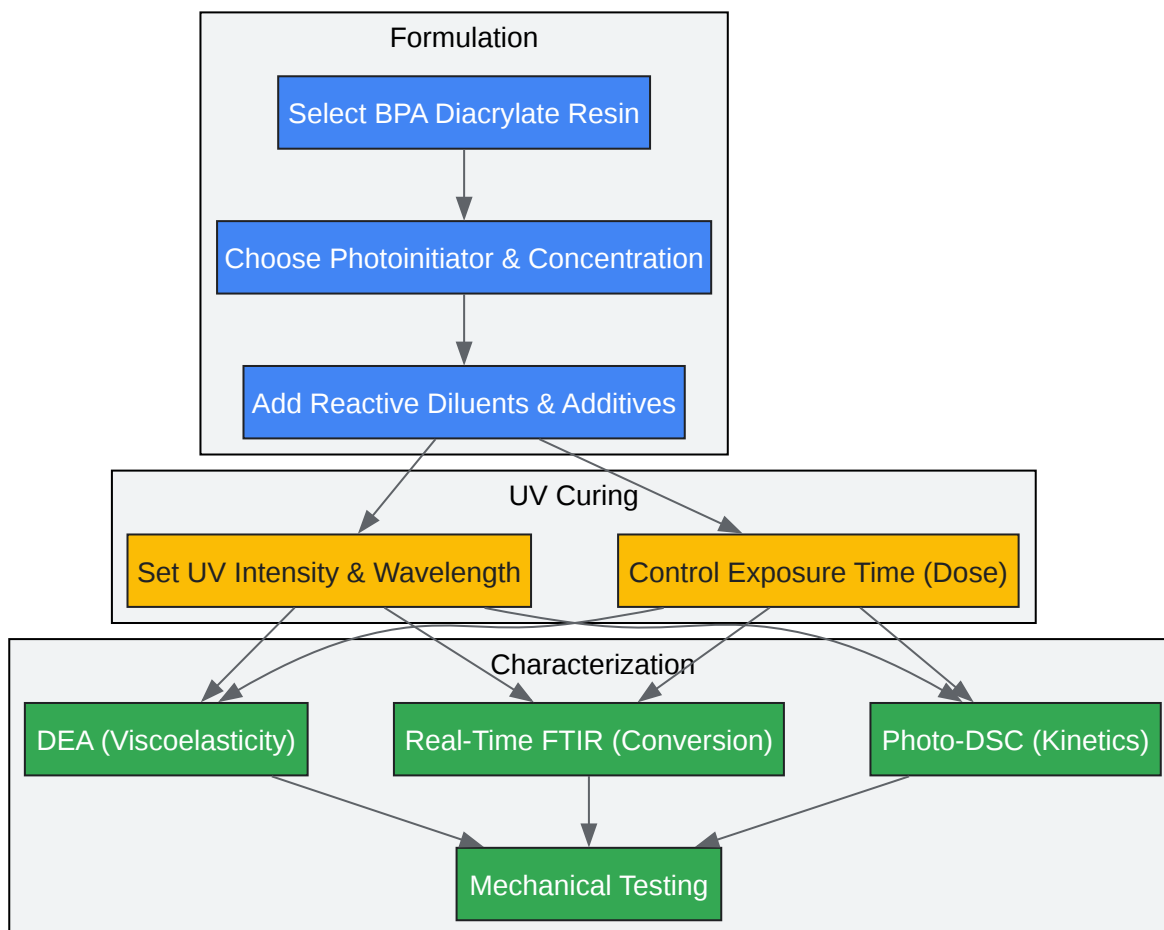 Formulation
Select BPA Diacrylate Resin
Choose Photoinitiator & Concentration
Add Reactive Diluents & Additives
UV Curing
Set UV Intensity & Wavelength
Control Exposure Time (Dose)
Characterization
DEA (Viscoelasticity)
Real-Time FTIR (Conversion)
Photo-DSC (Kinetics)
Mechanical Testing